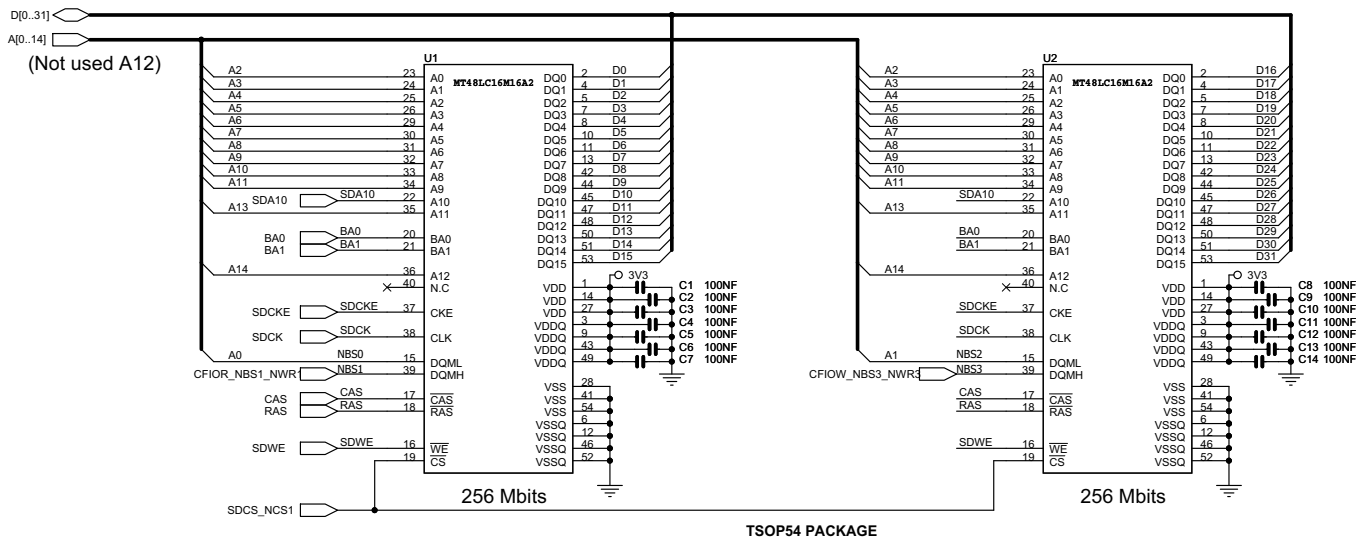 D[0..31]
A[0..14]
(Not used A12)
U1
MT48LC16M16A2
A2 23 A0 DQ0 2 D0
A3 24 A1 DQ1 4 D1
A4 25 A2 DQ2 5 D2
A5 26 A3 DQ3 7 D3
A6 29 A4 DQ4 8 D4
A7 30 A5 DQ5 10 D5
A8 31 A6 DQ6 11 D6
A9 32 A7 DQ7 13 D7
A10 33 A8 DQ8 42 D8
A11 34 A9 DQ9 44 D9
SDA10 SDA10 22 A10 DQ10 45 D10
A13 35 A11 DQ11 47 D11
DQ12 48 D12
BA0 BA0 20 BA0 DQ13 50 D13
BA1 BA1 21 BA1 DQ14 51 D14
DQ15 53 D15
A14 36 A12 3V3
40 N.C VDD 1 C1 100NF
VDD 14 C2 100NF
SDCKE SDCKE 37 CKE VDD 27 C3 100NF
VDDQ 3 C4 100NF
SDCK SDCK 38 CLK VDDQ 9 C5 100NF
VDDQ 43 C6 100NF
A0 NBS0 15 DQML VDDQ 49 C7 100NF
CFIOR_NBS1_NWR1 NBS1 39 DQMH
VSS 28
CAS CAS 17 CAS VSS 41
RAS RAS 18 RAS VSS 54
VSSQ 6
VSSQ 12
SDWE SDWE 16 WE VSSQ 46
19 CS VSSQ 52
256 Mbits
SDCS_NCS1
U2
MT48LC16M16A2
A2 23 A0 DQ0 2 D16
A3 24 A1 DQ1 4 D17
A4 25 A2 DQ2 5 D18
A5 26 A3 DQ3 7 D19
A6 29 A4 DQ4 8 D20
A7 30 A5 DQ5 10 D21
A8 31 A6 DQ6 11 D22
A9 32 A7 DQ7 13 D23
A10 33 A8 DQ8 42 D24
A11 34 A9 DQ9 44 D25
SDA10 22 A10 DQ10 45 D26
A13 35 A11 DQ11 47 D27
DQ12 48 D28
BA0 20 BA0 DQ13 50 D29
BA1 21 BA1 DQ14 51 D30
DQ15 53 D31
A14 36 A12 3V3
40 N.C VDD 1 C8 100NF
VDD 14 C9 100NF
SDCKE 37 CKE VDD 27 C10 100NF
VDDQ 3 C11 100NF
SDCK 38 CLK VDDQ 9 C12 100NF
VDDQ 43 C13 100NF
A1 NBS2 15 DQML VDDQ 49 C14 100NF
CFIOW_NBS3_NWR3 NBS3 39 DQMH
VSS 28
CAS 17 CAS VSS 41
RAS 18 RAS VSS 54
VSSQ 6
VSSQ 12
SDWE 16 WE VSSQ 46
19 CS VSSQ 52
256 Mbits
TSOP54 PACKAGE